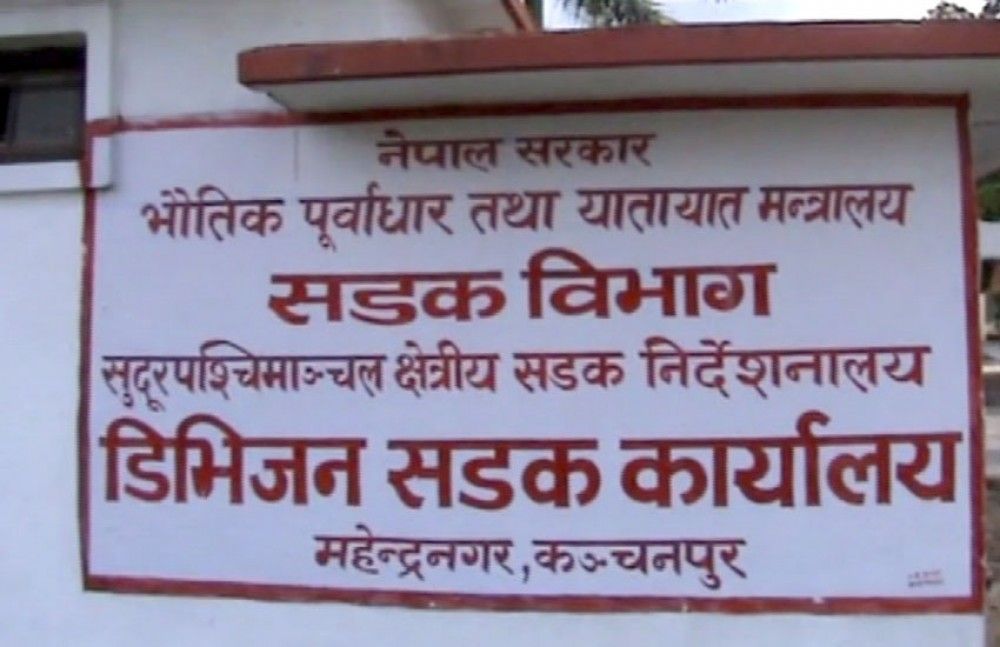 नेपाल सरकार
भौतिक पूर्वाधार तथा यातायात मन्त्रालय
सडक विभाग
सुदूरपश्चिमाञ्चल क्षेत्रीय सडक निर्देशनालय
डिभिजन सडक कार्यालय
महेन्द्रनगर,कञ्चनपुर